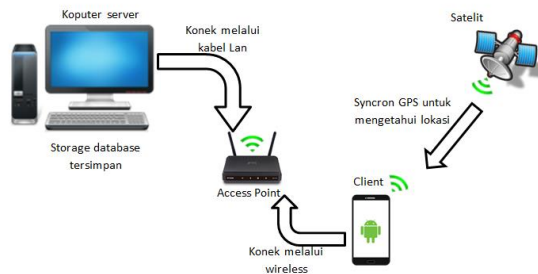 Koputer server
Konek melalui
kabel Lan
Satelit
Syncron GPS untuk
mengetahui lokasi
Storage database
tersimpan
Access Point
Client
Konek melalui
wireless